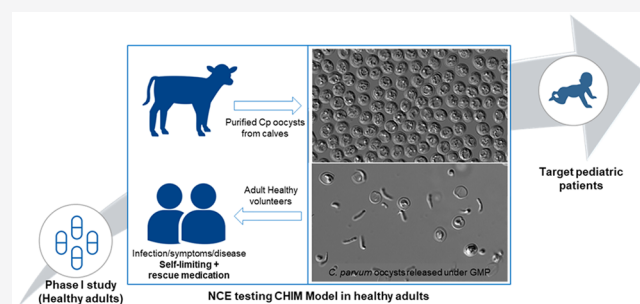 Purified Cp oocysts
from calves
Adult Healthy
volunteers
Infection/symptoms/disease
Self-limiting +
rescue medication
C. parvum oocysts released under GMP
Target pediatric
patients
Phase I study
(Healthy adults)
NCE testing CHIM Model in healthy adults